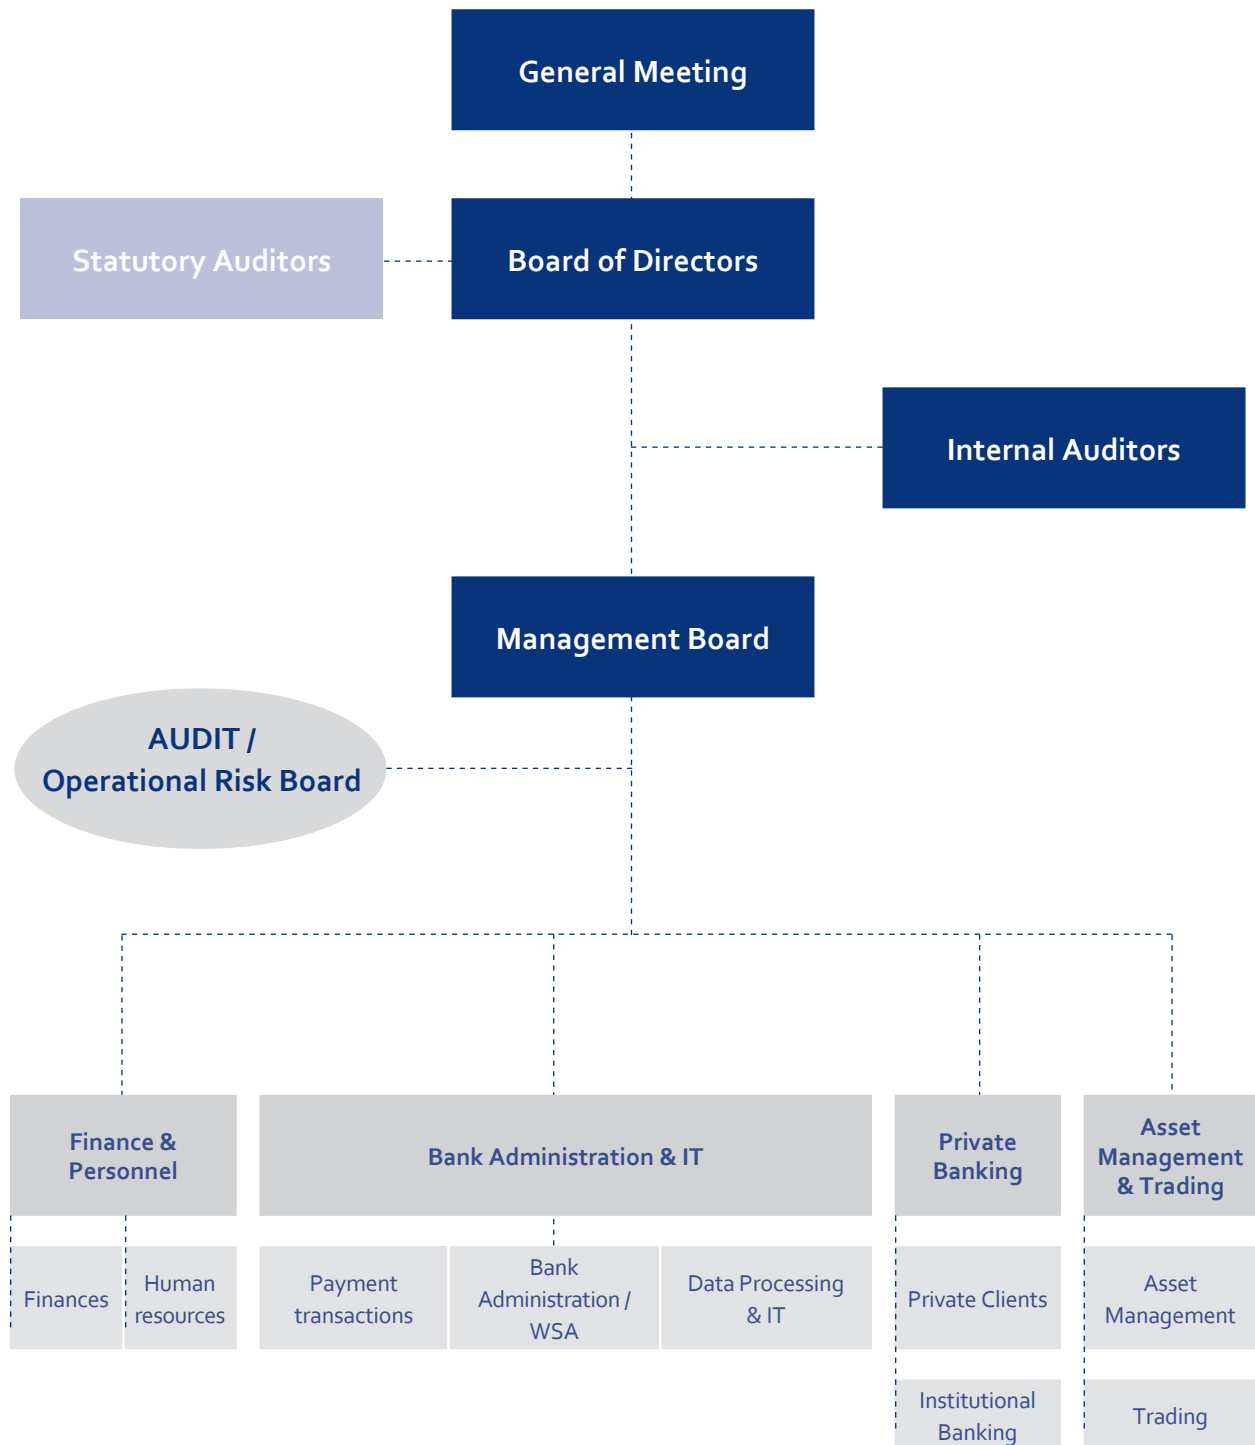 General Meeting
Statutory Auditors
Board of Directors
Internal Auditors
Management Board
AUDIT /
Operational Risk Board
Finance &
Personnel
Bank Administration & IT
Private
Banking
Asset
Management
& Trading
Finances
Human
resources
Payment
transactions
Bank
Administration /
WSA
Data Processing
& IT
Private Clients
Asset
Management
Institutional
Banking
Trading